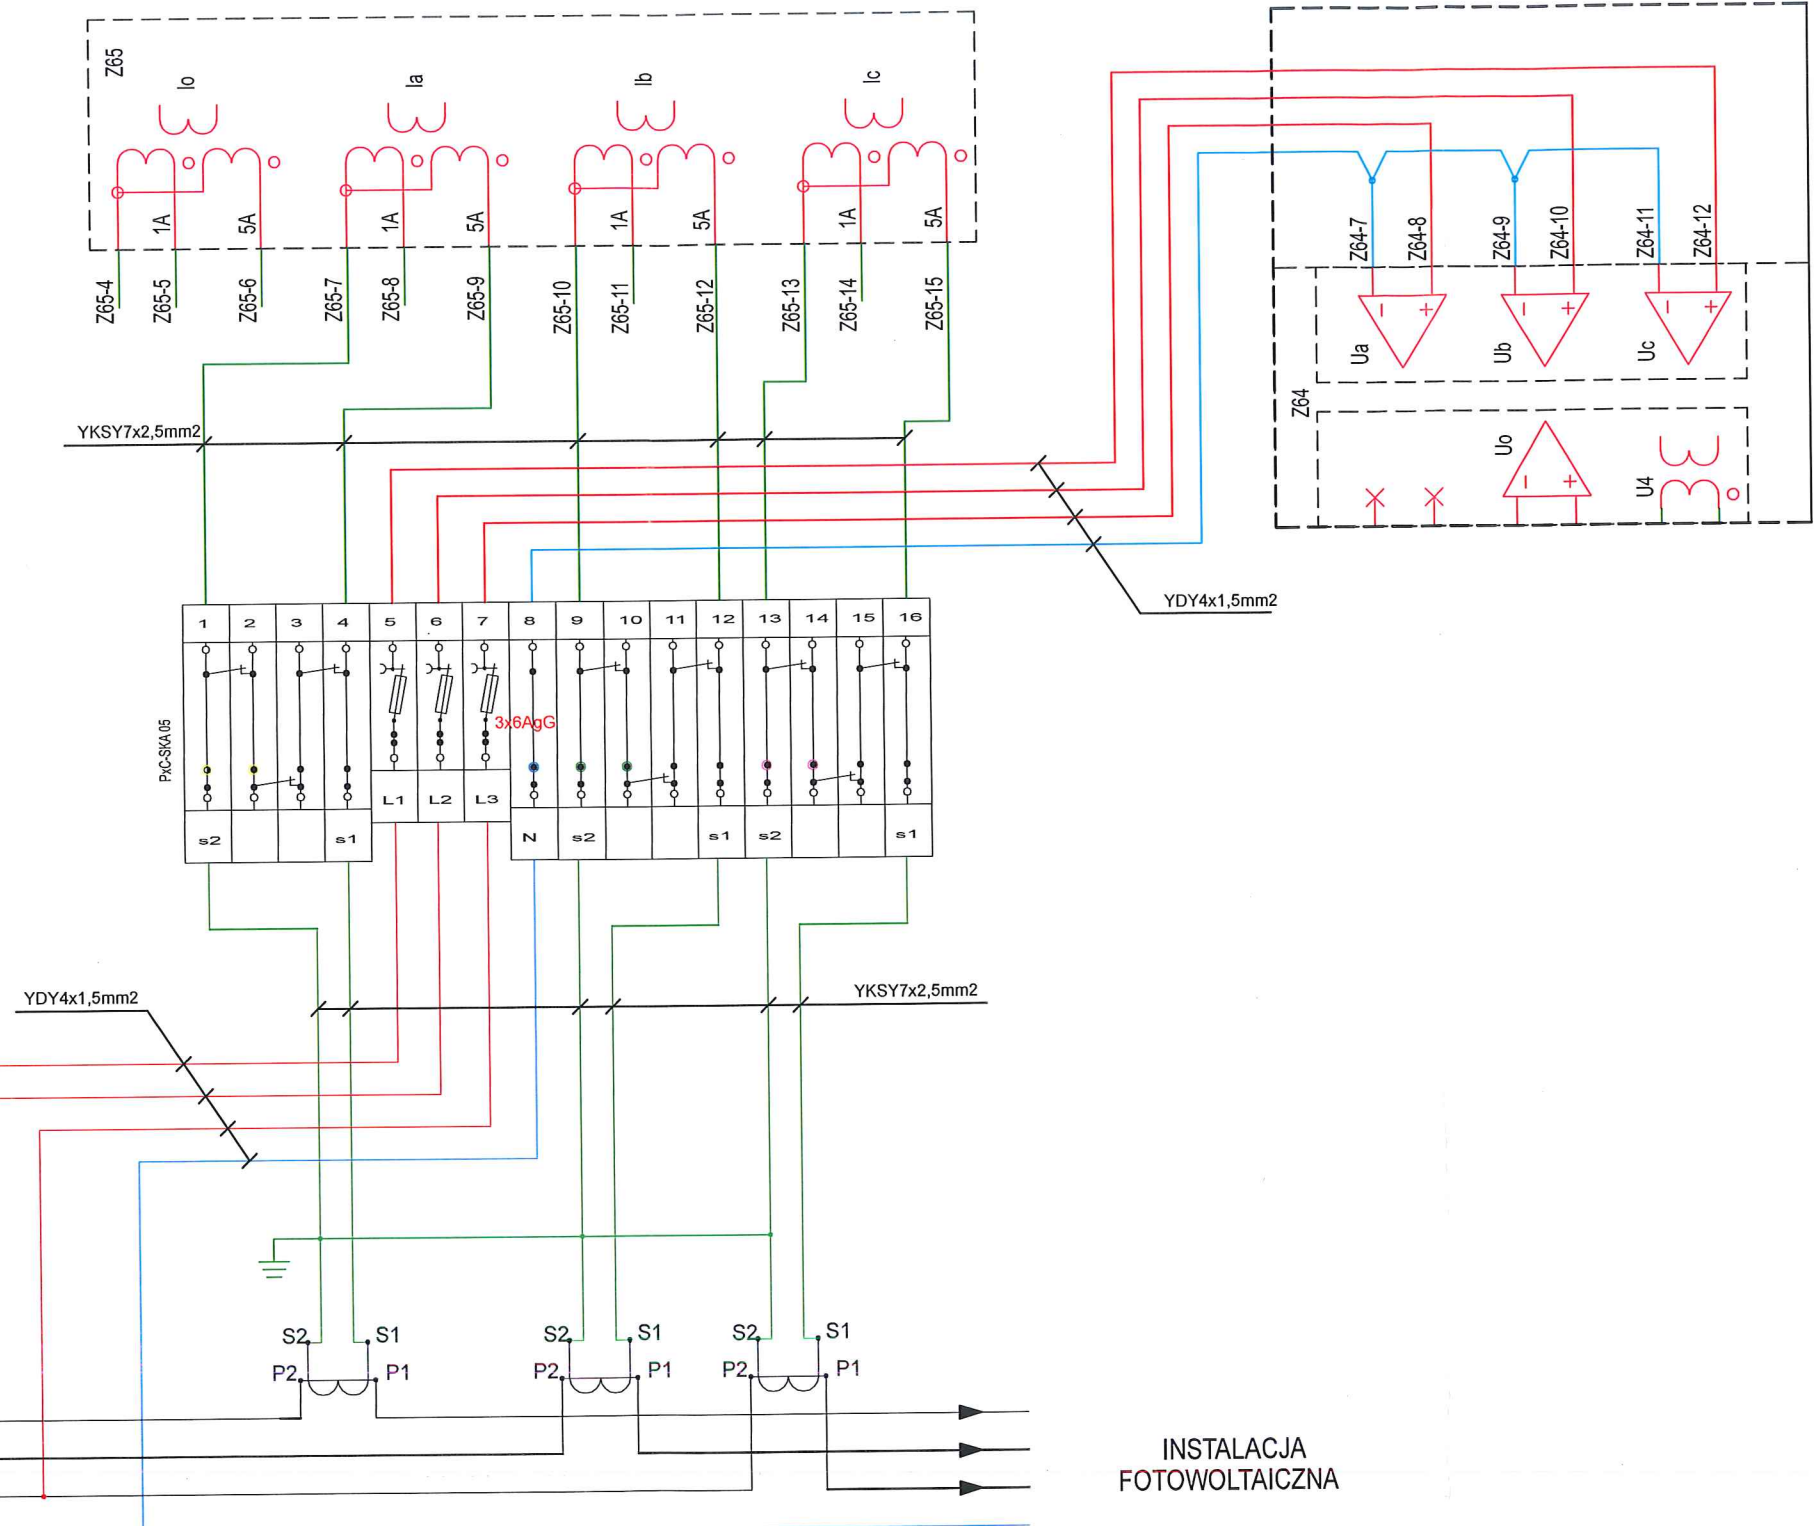 Z65
Io
Ia
Ib
Ic
1A
5A
1A
5A
1A
5A
1A
5A
Z65-4
Z65-5
Z65-6
Z65-7
Z65-8
Z65-9
Z65-10
Z65-11
Z65-12
Z65-13
Z65-14
Z65-15
Z64-7
Z64-8
Z64-9
Z64-10
Z64-11
Z64-12
- +
- +
- +
Ua
Ub
Uc
Z64
Uo
U4
- +
YKSY7x2,5mm2
YDY4x1,5mm2
1 2 3 4 5 6 7 8 9 10 11 12 13 14 15 16
PxC-SKA 05
3x6AgG
L1 L2 L3
s2 s1 N s2 s1 s2 s1
YDY4x1,5mm2
YKSY7x2,5mm2
S2 S1 S2 S1 S2 S1
P2 P1 P2 P1 P2 P1
INSTALACJA
FOTOWOLTAICZNA